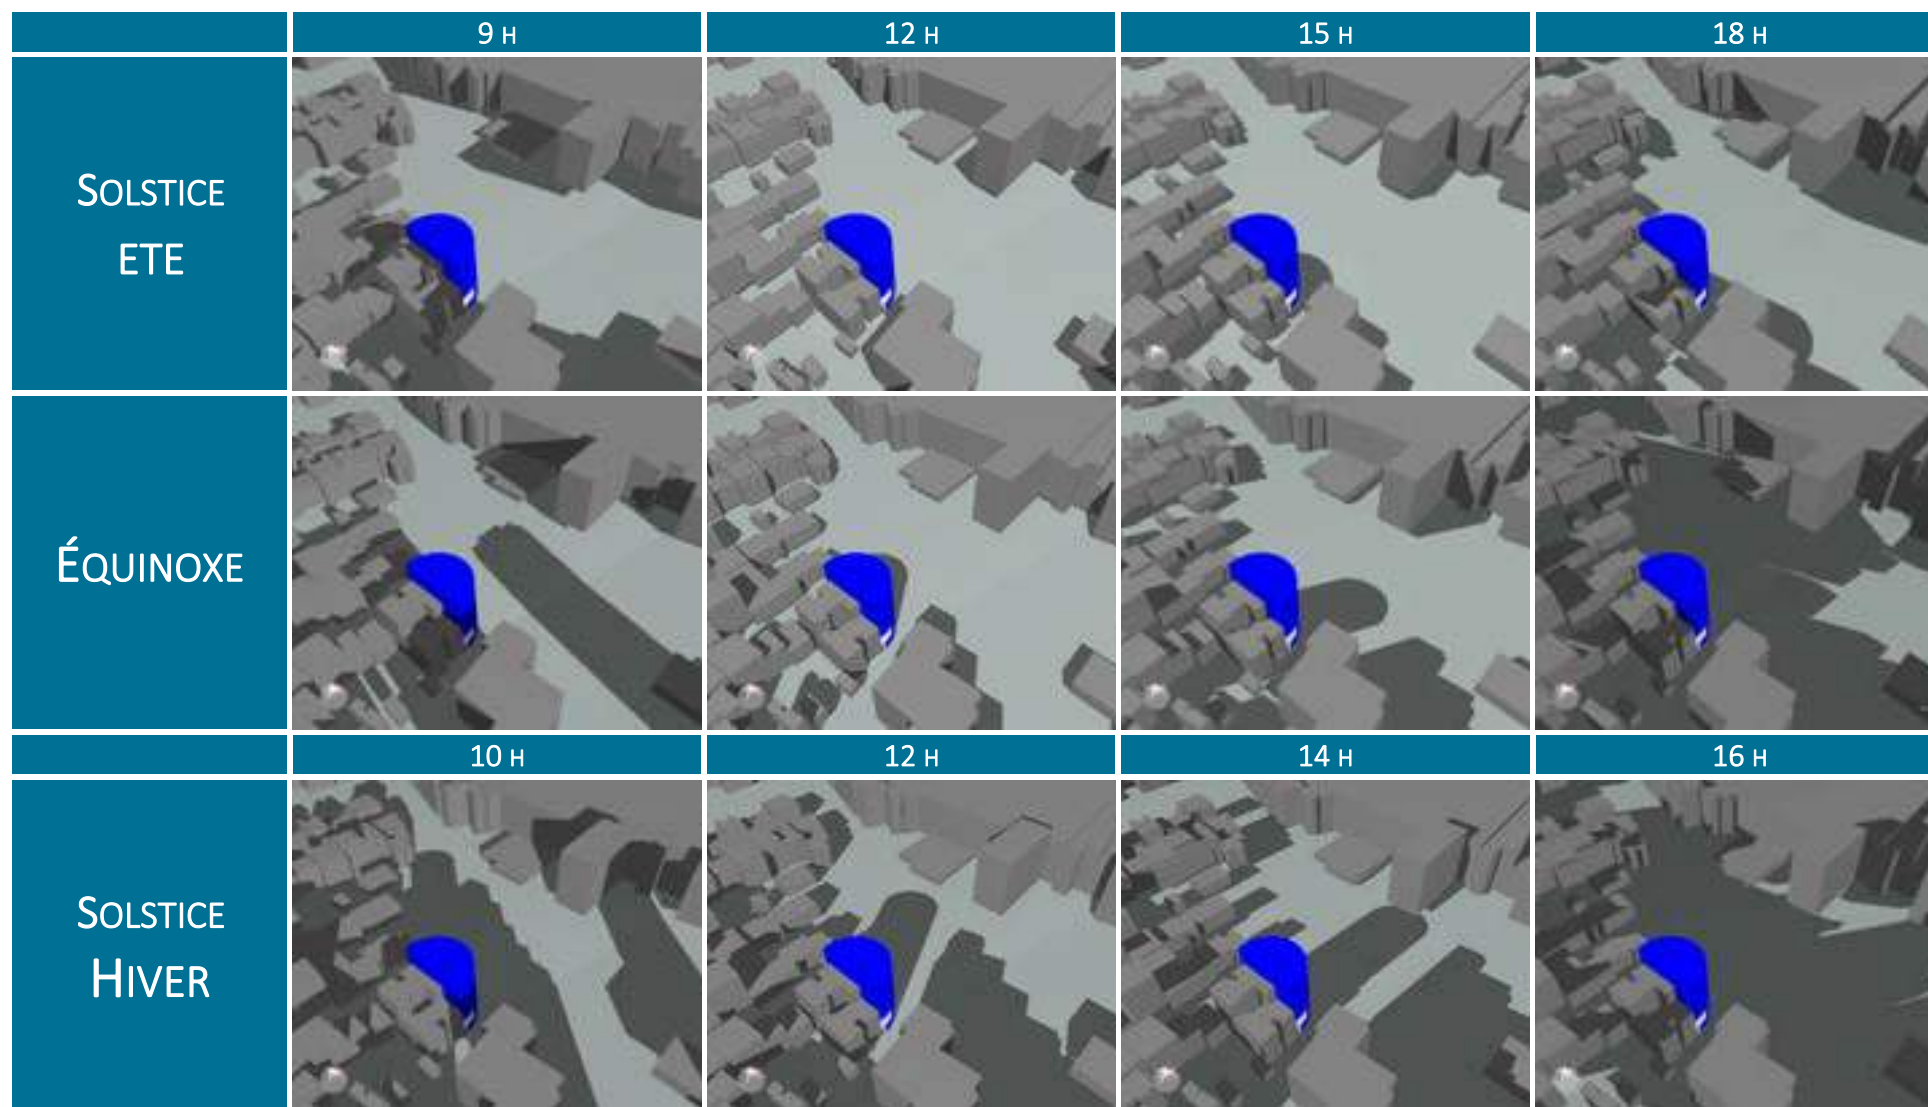 9 H 12 H 15 H 18 H
SOLSTICE
ETE
ÉQUINOXE
10 H 12 H 14 H 16 H
SOLSTICE
HIVER